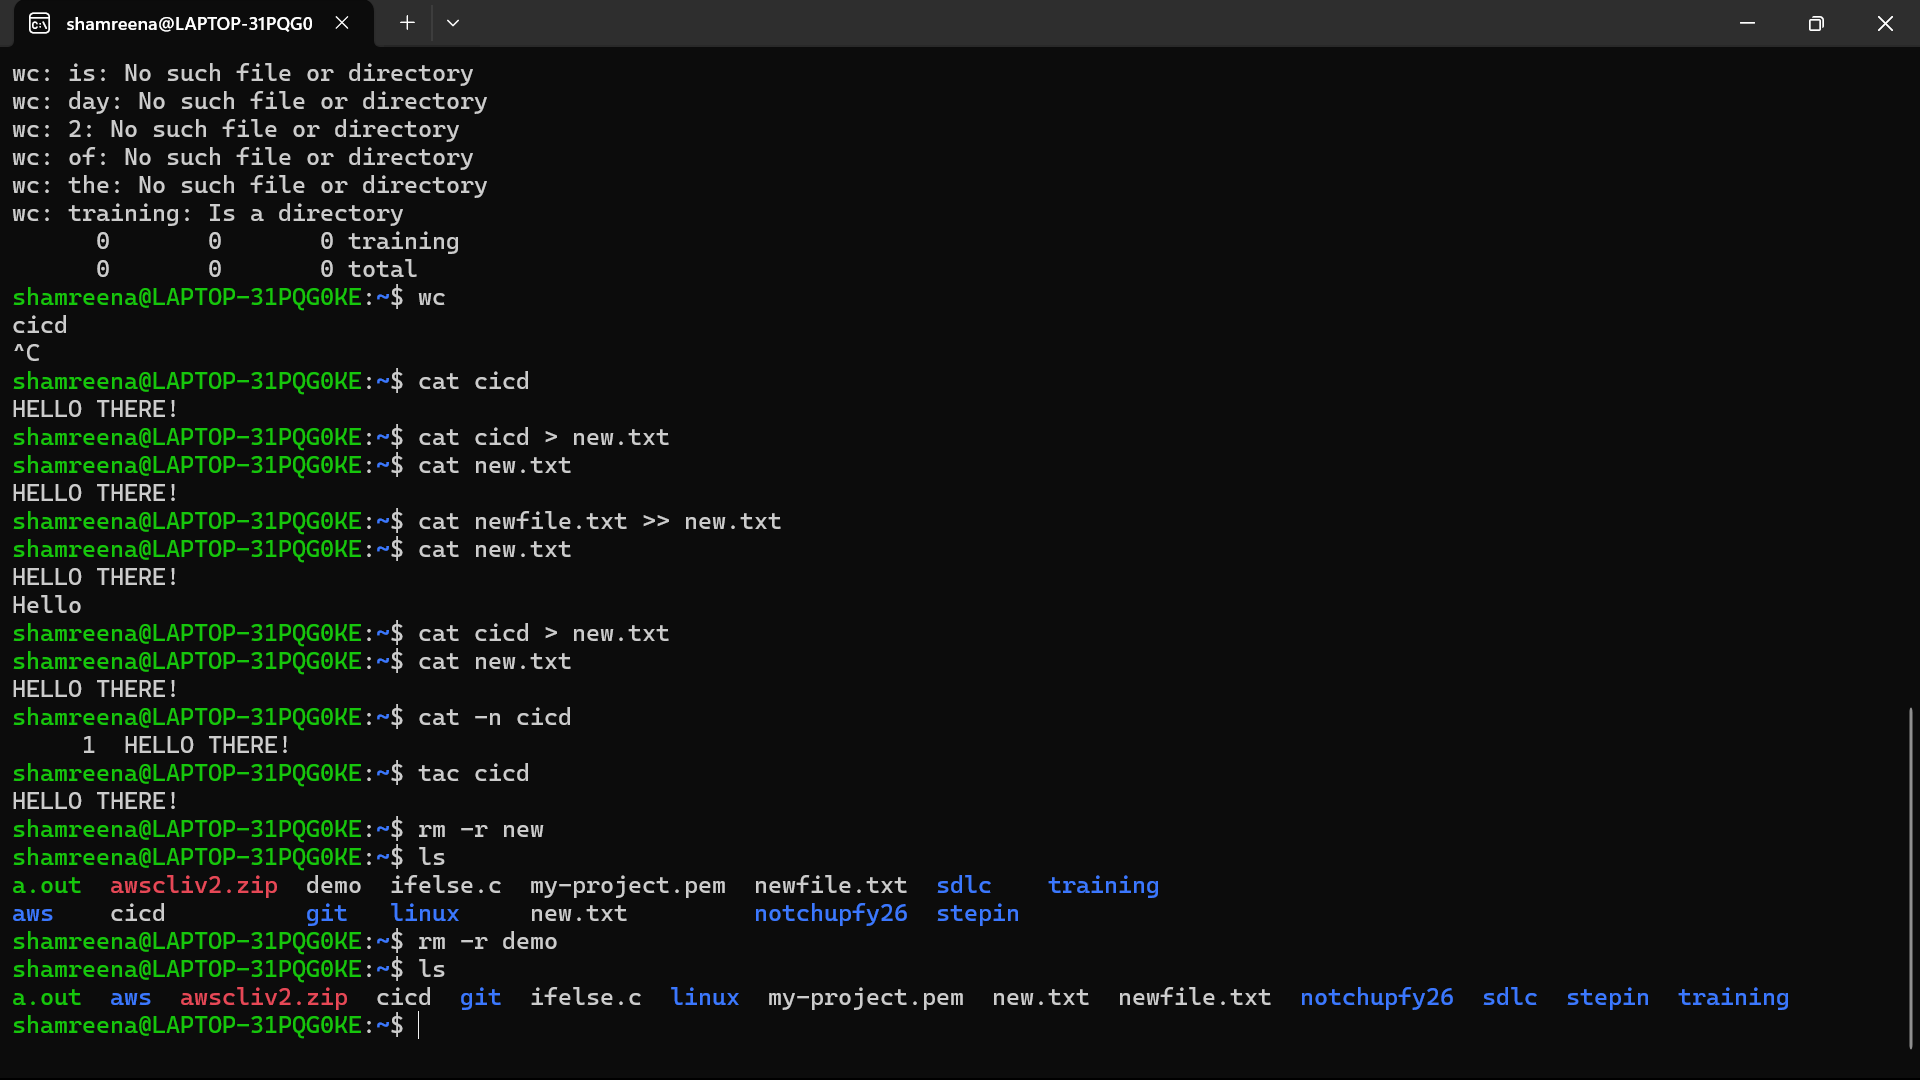 shamreena@LAPTOP-31PQG0
wc: is: No such file or directory
wc: day: No such file or directory
wc: 2: No such file or directory
wc: of: No such file or directory
wc: the: No such file or directory
wc: training: Is a directory
      0       0       0 training
      0       0       0 total
shamreena@LAPTOP-31PQG0KE:~$ wc
cicd
^C
shamreena@LAPTOP-31PQG0KE:~$ cat cicd
HELLO THERE!
shamreena@LAPTOP-31PQG0KE:~$ cat cicd > new.txt
shamreena@LAPTOP-31PQG0KE:~$ cat new.txt
HELLO THERE!
shamreena@LAPTOP-31PQG0KE:~$ cat newfile.txt >> new.txt
shamreena@LAPTOP-31PQG0KE:~$ cat new.txt
HELLO THERE!
Hello
shamreena@LAPTOP-31PQG0KE:~$ cat cicd > new.txt
shamreena@LAPTOP-31PQG0KE:~$ cat new.txt
HELLO THERE!
shamreena@LAPTOP-31PQG0KE:~$ cat -n cicd
     1  HELLO THERE!
shamreena@LAPTOP-31PQG0KE:~$ tac cicd
HELLO THERE!
shamreena@LAPTOP-31PQG0KE:~$ rm -r new
shamreena@LAPTOP-31PQG0KE:~$ ls
a.out  awscliv2.zip  demo  ifelse.c  my-project.pem  newfile.txt  sdlc    training
aws    cicd          git   linux     new.txt         notchupfy26  stepin
shamreena@LAPTOP-31PQG0KE:~$ rm -r demo
shamreena@LAPTOP-31PQG0KE:~$ ls
a.out  aws  awscliv2.zip  cicd  git  ifelse.c  linux  my-project.pem  new.txt  newfile.txt  notchupfy26  sdlc  stepin  training
shamreena@LAPTOP-31PQG0KE:~$